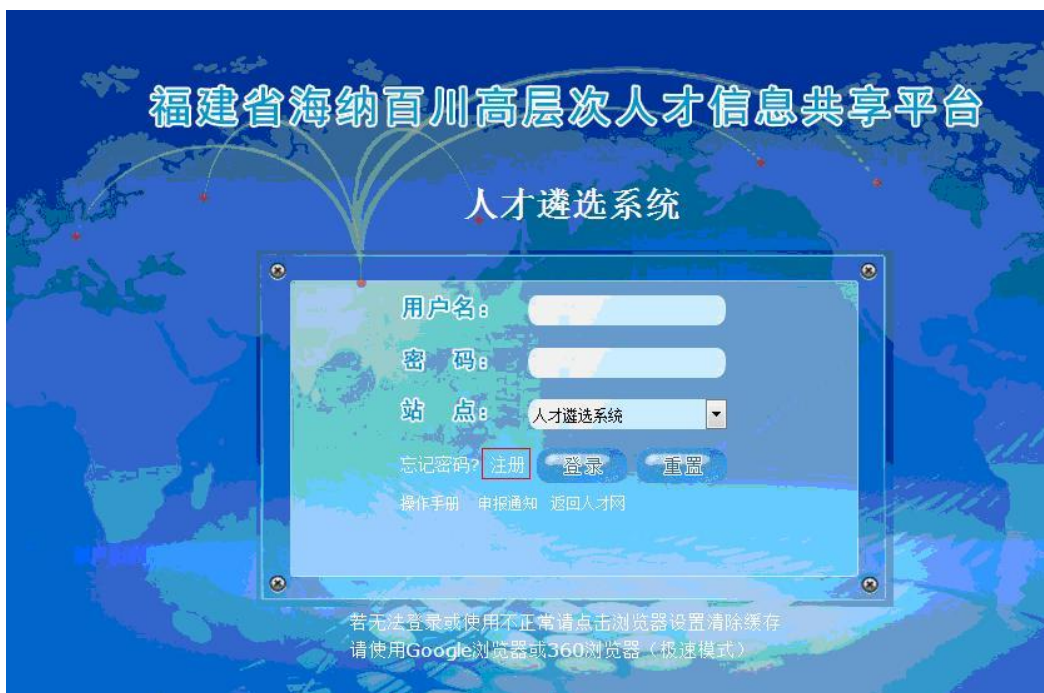 福建省海纳百川高层次人才信息共享平台
人才遴选系统
用户名：
密 码：
站 点： 人才遴选系统
忘记密码? 注册 登录 重置
操作手册 申报通知 返回人才网
若无法登录或使用不正常请点击浏览器设置清除缓存
请使用Google浏览器或360浏览器（极速模式）